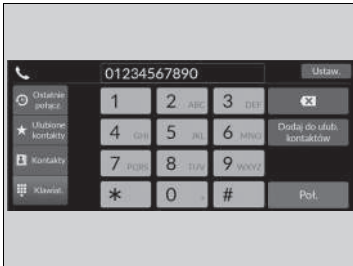 01234567890
Ustaw.
Ostatnie
połącz.
1
2 ABC
3 DEF
Ulubione
kontakty
4 GHI
5 JKL
6 MNO
Dodaj do ulub.
kontaktów
Kontakty
7 PQRS
8 TUV
9 WXYZ
Klawiat.
*
0 +
#
Poł.